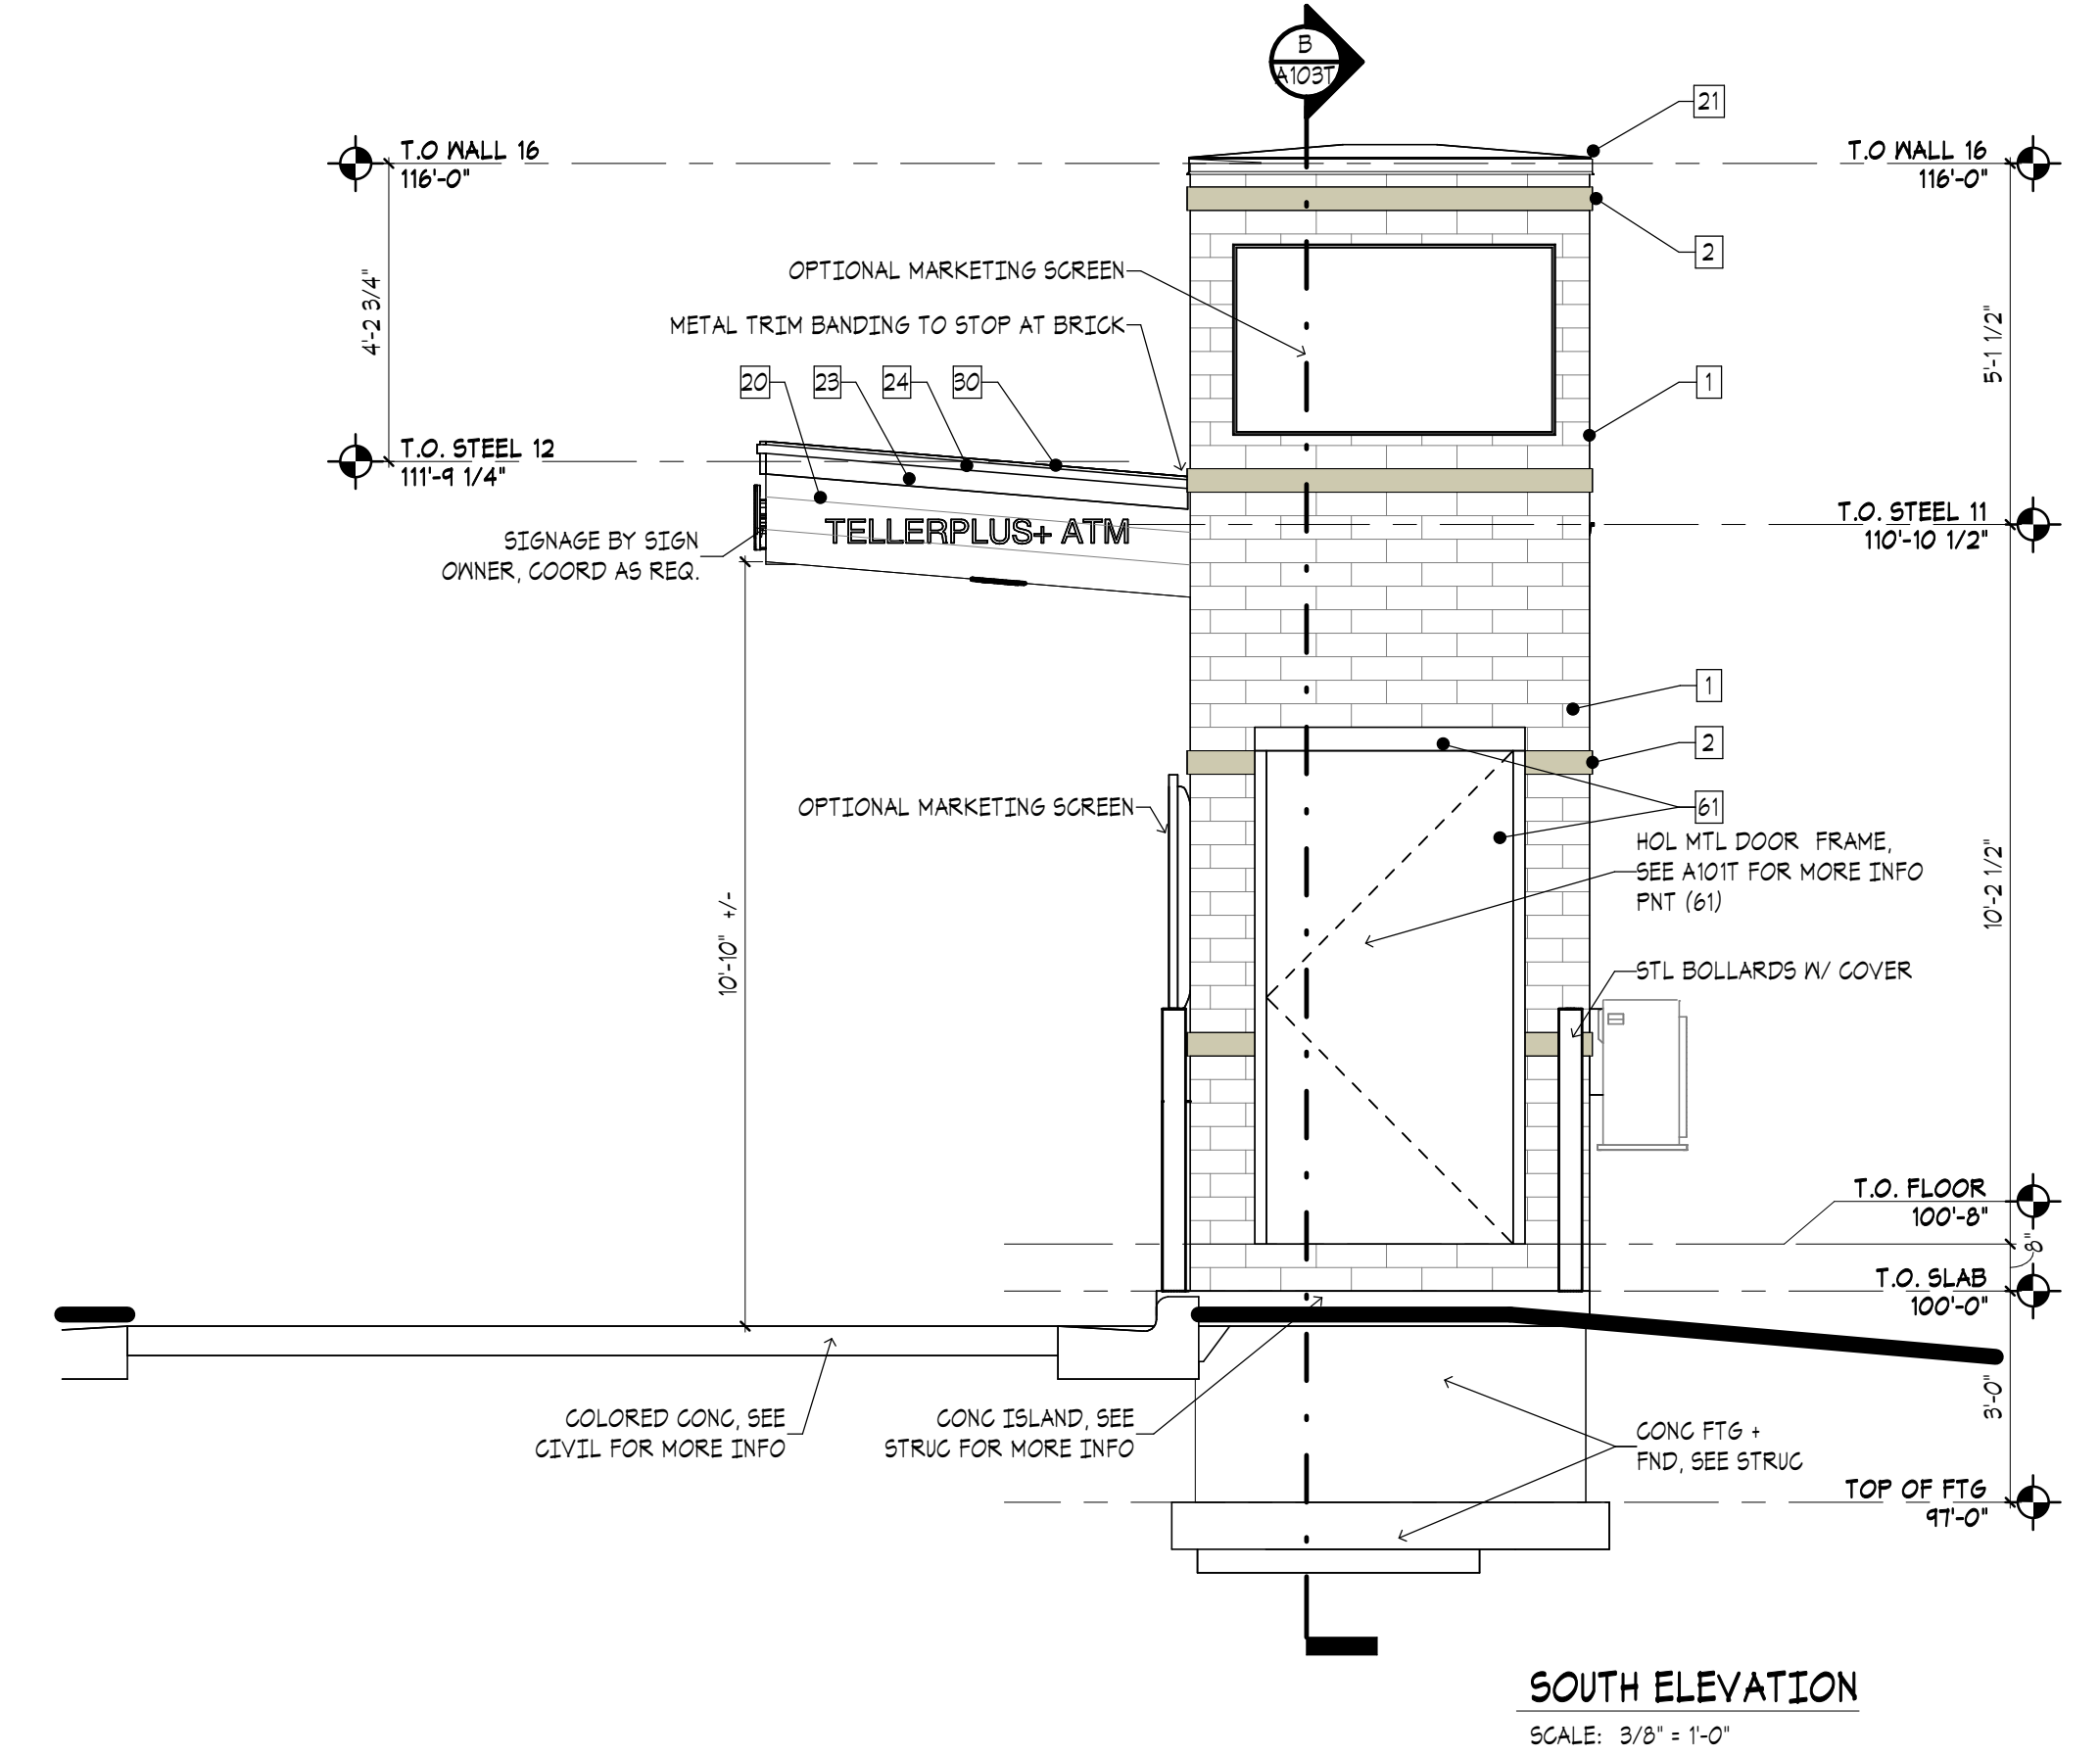 B
A103T
21
T.O WALL 16
116'-0"
T.O WALL 16
116'-0"
2
OPTIONAL MARKETING SCREEN
METAL TRIM BANDING TO STOP AT BRICK
4'-2 3/4"
5'-1 1/2"
20
23
24
30
1
T.O. STEEL 12
111'-9 1/4"
TELLERPLUS+ ATM
T.O. STEEL 11
110'-10 1/2"
SIGNAGE BY SIGN
OWNER, COORD AS REQ.
1
2
OPTIONAL MARKETING SCREEN
61
HOL MTL DOOR FRAME,
SEE A101T FOR MORE INFO
PNT (61)
10'-10" +/-
10'-2 1/2"
STL BOLLARDS W/ COVER
T.O. FLOOR
100'-8"
8"
T.O. SLAB
100'-0"
COLORED CONC, SEE
CIVIL FOR MORE INFO
CONC ISLAND, SEE
STRUC FOR MORE INFO
CONC FTG +
FND, SEE STRUC
3'-0"
TOP OF FTG
97'-0"
SOUTH ELEVATION
SCALE: 3/8" = 1'-0"